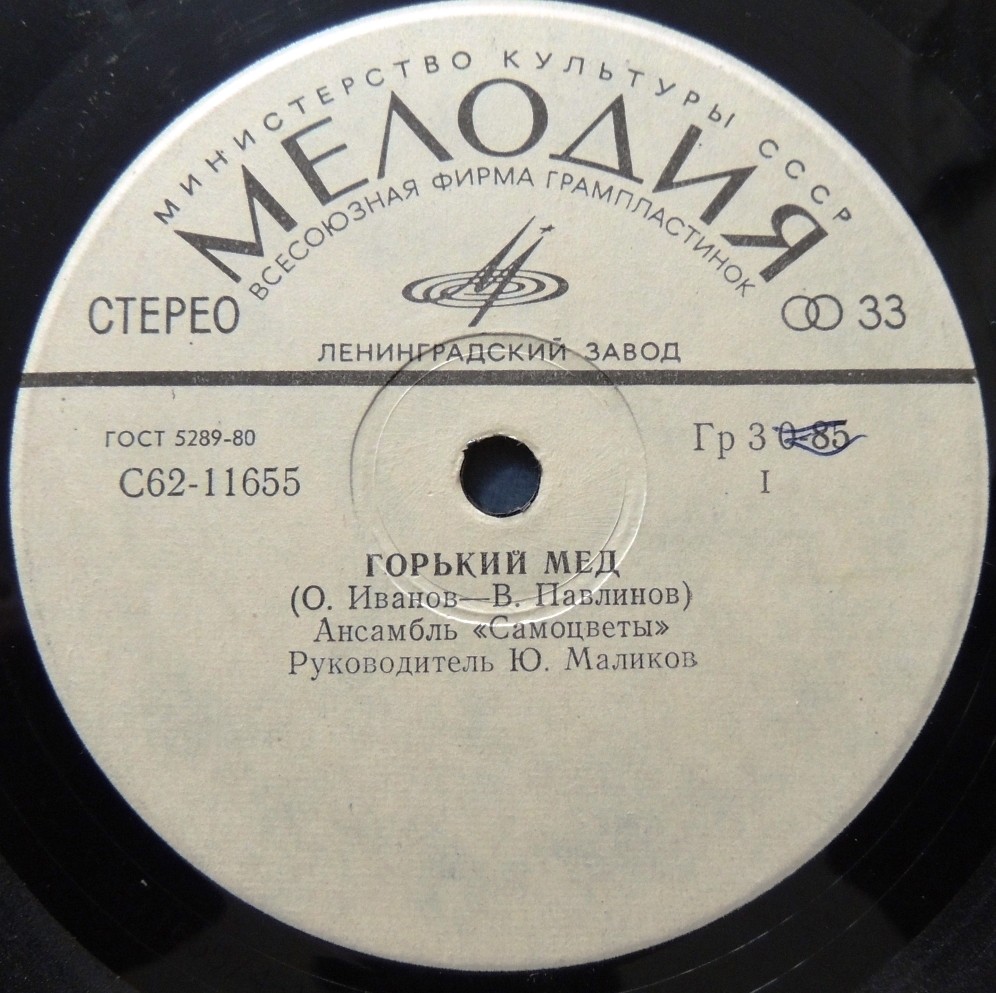 МИНИСТЕРСТВО КУЛЬТУРЫ СССР
МЕЛОДИЯ
ВСЕСОЮЗНАЯ ФИРМА ГРАМПЛАСТИНОК
СТЕРЕО
33
ЛЕНИНГРАДСКИЙ ЗАВОД
ГОСТ 5289-80
Гр 3 0-85
С62-11655
I
ГОРЬКИЙ МЕД
(О. Иванов—В. Павлинов)
Ансамбль «Самоцветы»
Руководитель Ю. Маликов